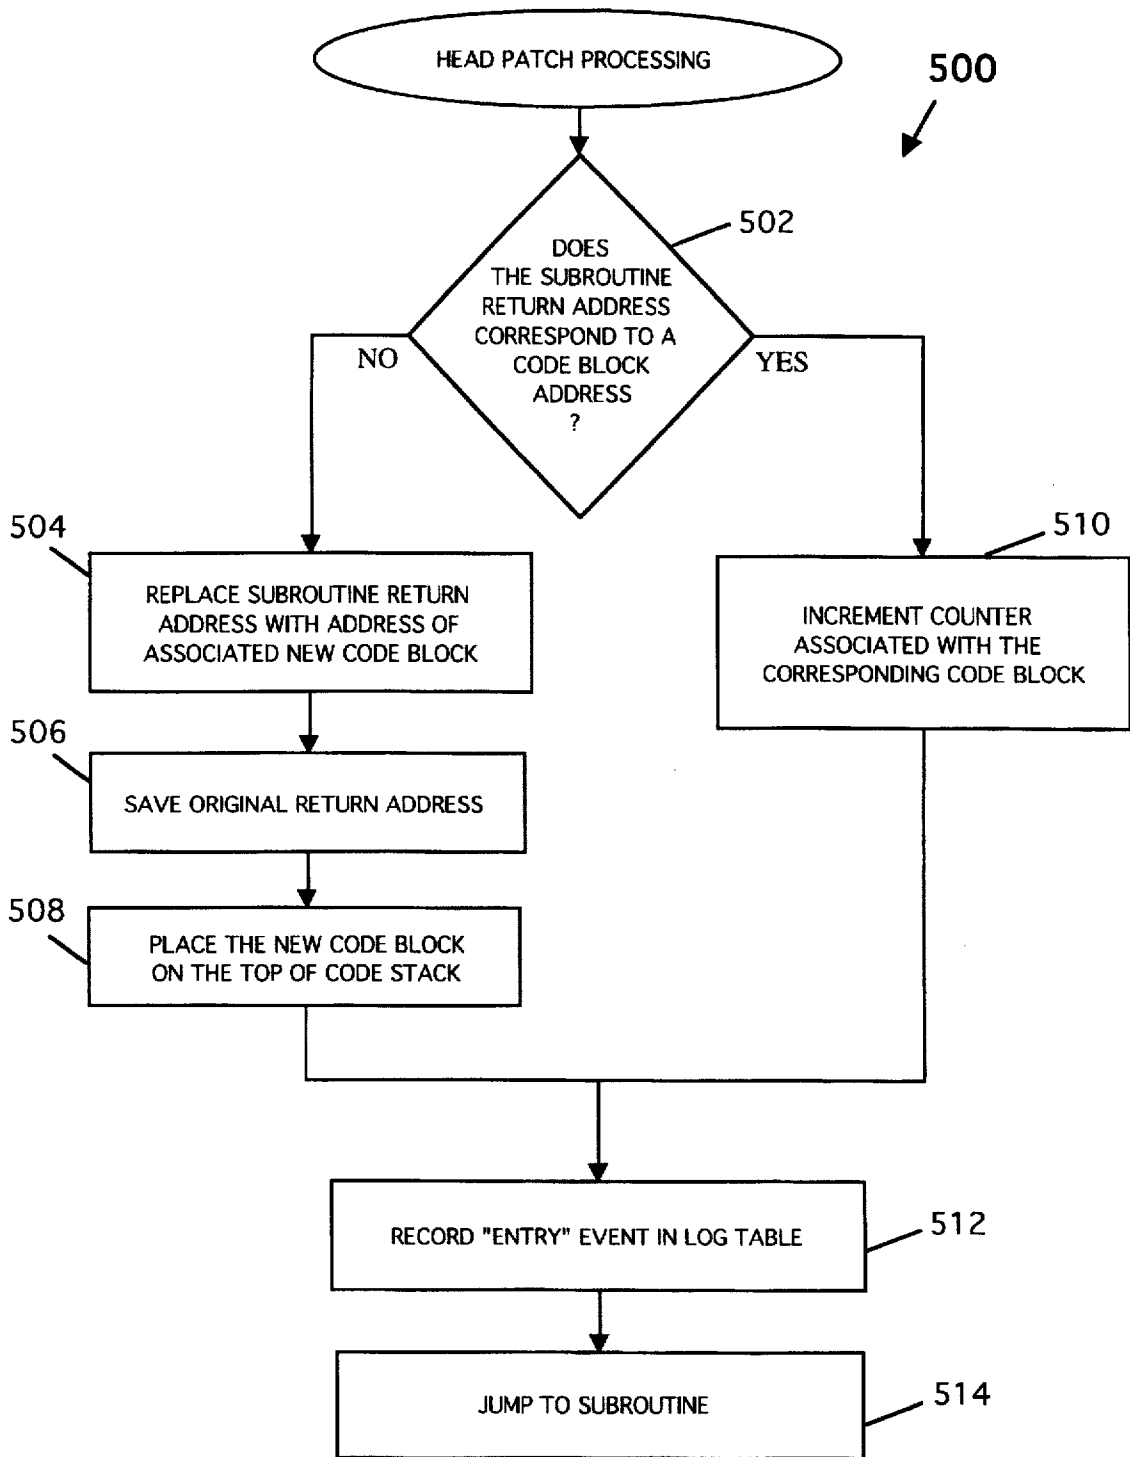 HEAD PATCH PROCESSING
500
502
DOES
THE SUBROUTINE
RETURN ADDRESS
CORRESPOND TO A
CODE BLOCK
ADDRESS
?
NO
YES
504
REPLACE SUBROUTINE RETURN
ADDRESS WITH ADDRESS OF
ASSOCIATED NEW CODE BLOCK
510
INCREMENT COUNTER
ASSOCIATED WITH THE
CORRESPONDING CODE BLOCK
506
SAVE ORIGINAL RETURN ADDRESS
508
PLACE THE NEW CODE BLOCK
ON THE TOP OF CODE STACK
RECORD "ENTRY" EVENT IN LOG TABLE
512
JUMP TO SUBROUTINE
514